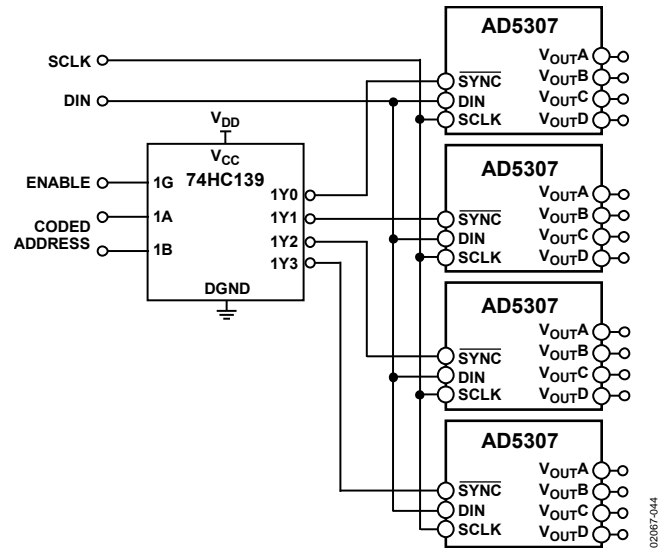 SCLK
DIN
V_DD
V_CC
74HC139
ENABLE
1G
CODED
ADDRESS
1A
1B
1Y0
1Y1
1Y2
1Y3
DGND
AD5307
SYNC
DIN
SCLK
V_OUTA
V_OUTB
V_OUTC
V_OUTD
AD5307
SYNC
DIN
SCLK
V_OUTA
V_OUTB
V_OUTC
V_OUTD
AD5307
SYNC
DIN
SCLK
V_OUTA
V_OUTB
V_OUTC
V_OUTD
AD5307
SYNC
DIN
SCLK
V_OUTA
V_OUTB
V_OUTC
V_OUTD
02067-044